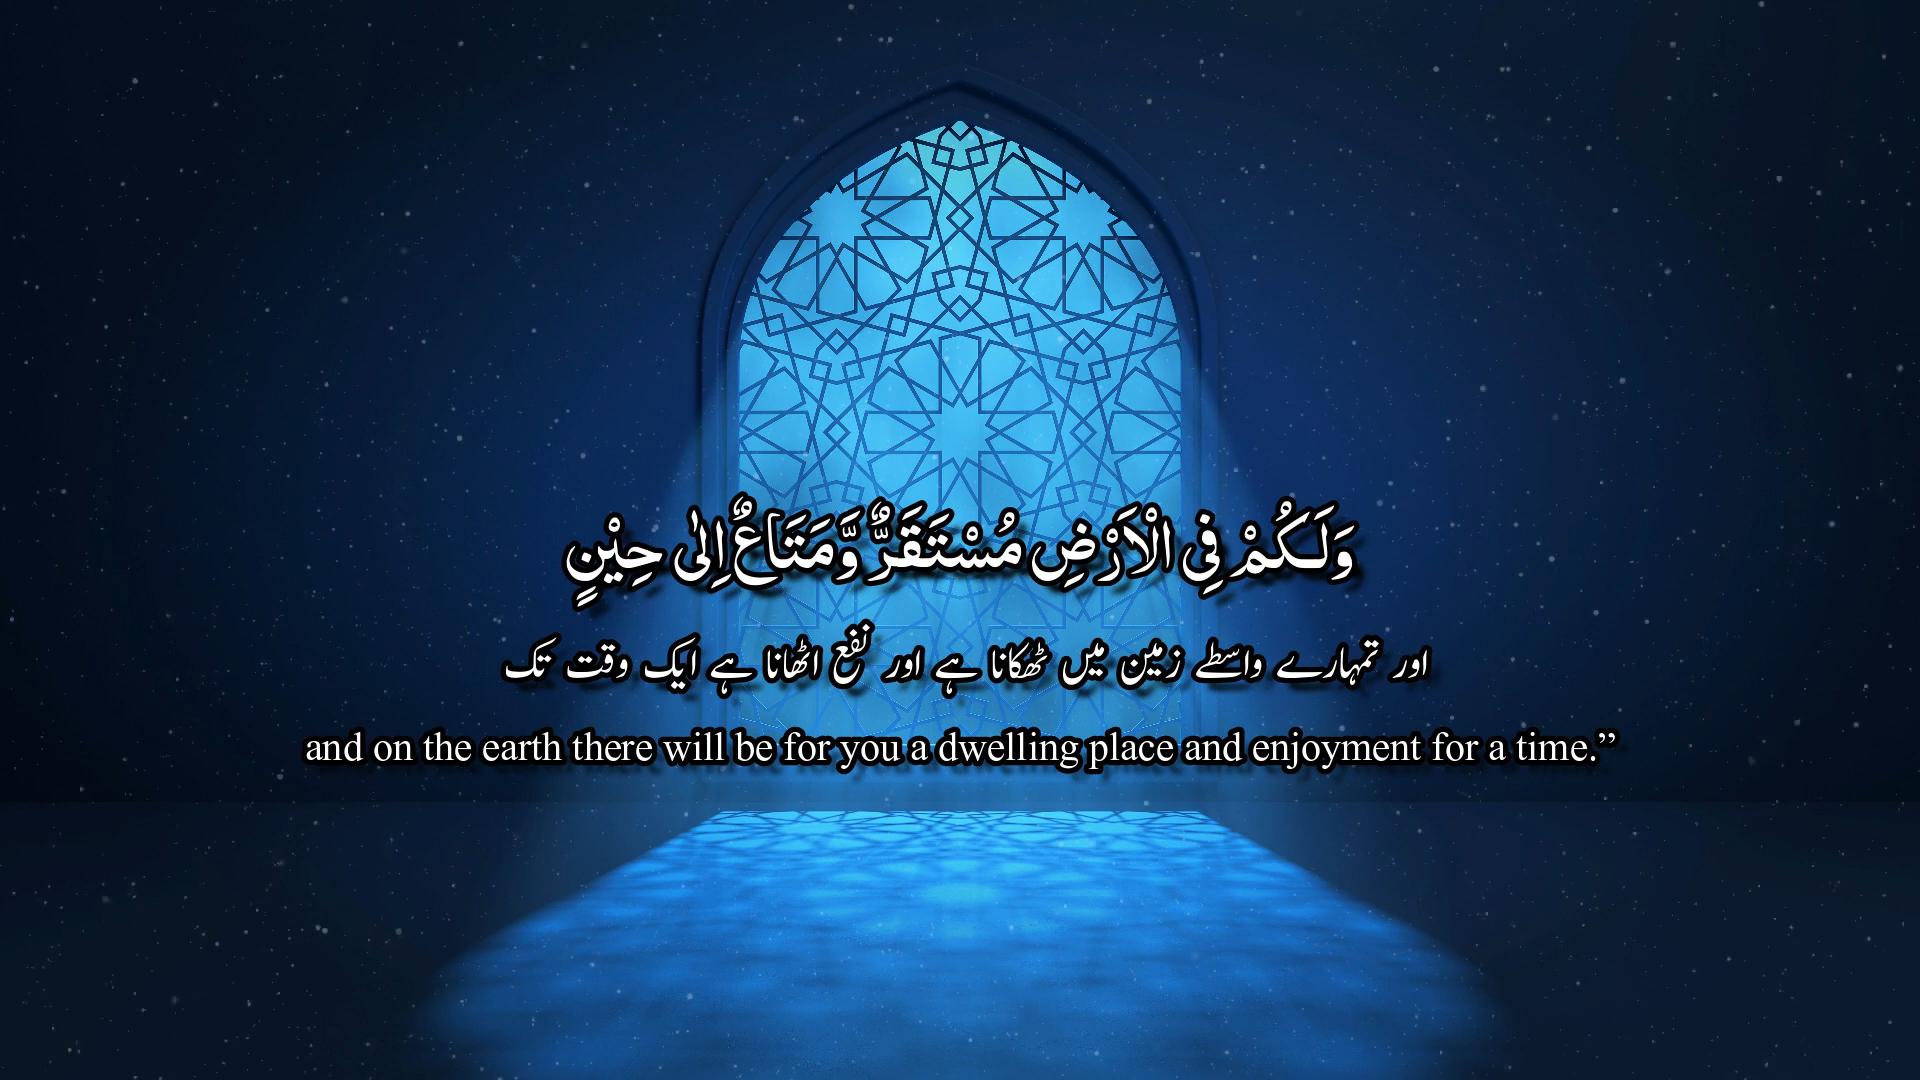 وَلَكُمْ فِى الْاَرْضِ مُسْتَقَرٌّ وَّمَتَاعٌ اِلٰى حِيْنٍ
اور تمہارے واسطے زمین میں ٹھکانا ہے اور نفع اٹھانا ہے ایک وقت تک
and on the earth there will be for you a dwelling place and enjoyment for a time.”